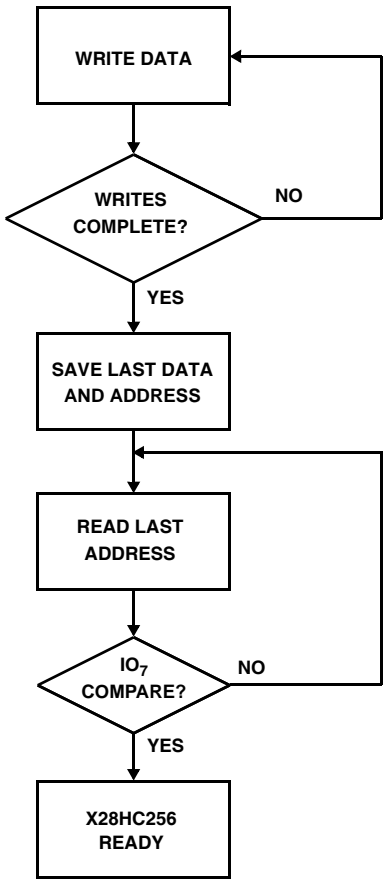 WRITE DATA
WRITES
COMPLETE?
NO
YES
SAVE LAST DATA
AND ADDRESS
READ LAST
ADDRESS
IO₇
COMPARE?
NO
YES
X28HC256
READY